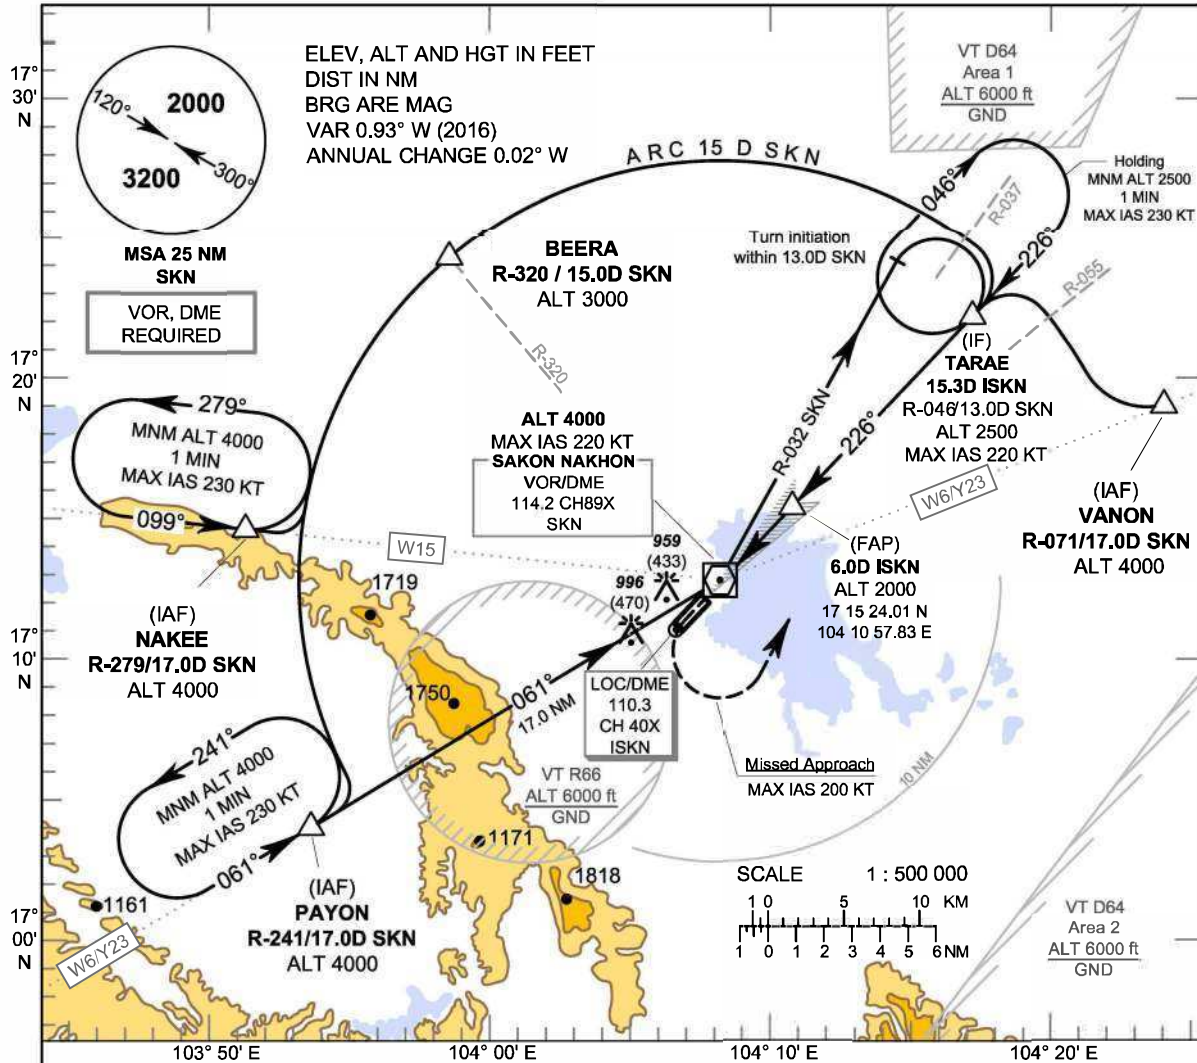 ELEV, ALT AND HGT IN FEET
DIST IN NM
BRG ARE MAG
VAR 0.93° W (2016)
ANNUAL CHANGE 0.02° W
17°
30'
N
120°
2000
3200
300°
MSA 25 NM
SKN
VOR, DME
REQUIRED
ARC 15 D SKN
VT D64
Area 1
ALT 6000 ft
GND
Holding
MNM ALT 2500
1 MIN
MAX IAS 230 KT
046°
R-037
226°
R-055
Turn initiation
within 13.0D SKN
BEERA
R-320 / 15.0D SKN
ALT 3000
R-320
17°
20'
N
(IF)
TARAE
15.3D ISKN
R-046/13.0D SKN
ALT 2500
MAX IAS 220 KT
R-032 SKN
226°
279°
MNM ALT 4000
1 MIN
MAX IAS 230 KT
099°
ALT 4000
MAX IAS 220 KT
SAKON NAKHON
VOR/DME
114.2 CH89X
SKN
W6/Y23
(IAF)
VANON
R-071/17.0D SKN
ALT 4000
W15
959
(433)
996
(470)
(FAP)
6.0D ISKN
ALT 2000
17 15 24.01 N
104 10 57.83 E
1719
(IAF)
NAKEE
R-279/17.0D SKN
ALT 4000
17°
10'
N
1750
061°
17.0 NM
LOC/DME
110.3
CH 40X
ISKN
Missed Approach
MAX IAS 200 KT
10 NM
241°
MNM ALT 4000
1 MIN
MAX IAS 230 KT
061°
VT R66
ALT 6000 ft
GND
1171
1818
(IAF)
PAYON
R-241/17.0D SKN
ALT 4000
1161
W6/Y23
17°
00'
N
SCALE 1 : 500 000
1 0 5 10 KM
1 0 1 2 3 4 5 6 NM
VT D64
Area 2
ALT 6000 ft
GND
103 50' E 104 00' E 104 10' E 104 20' E